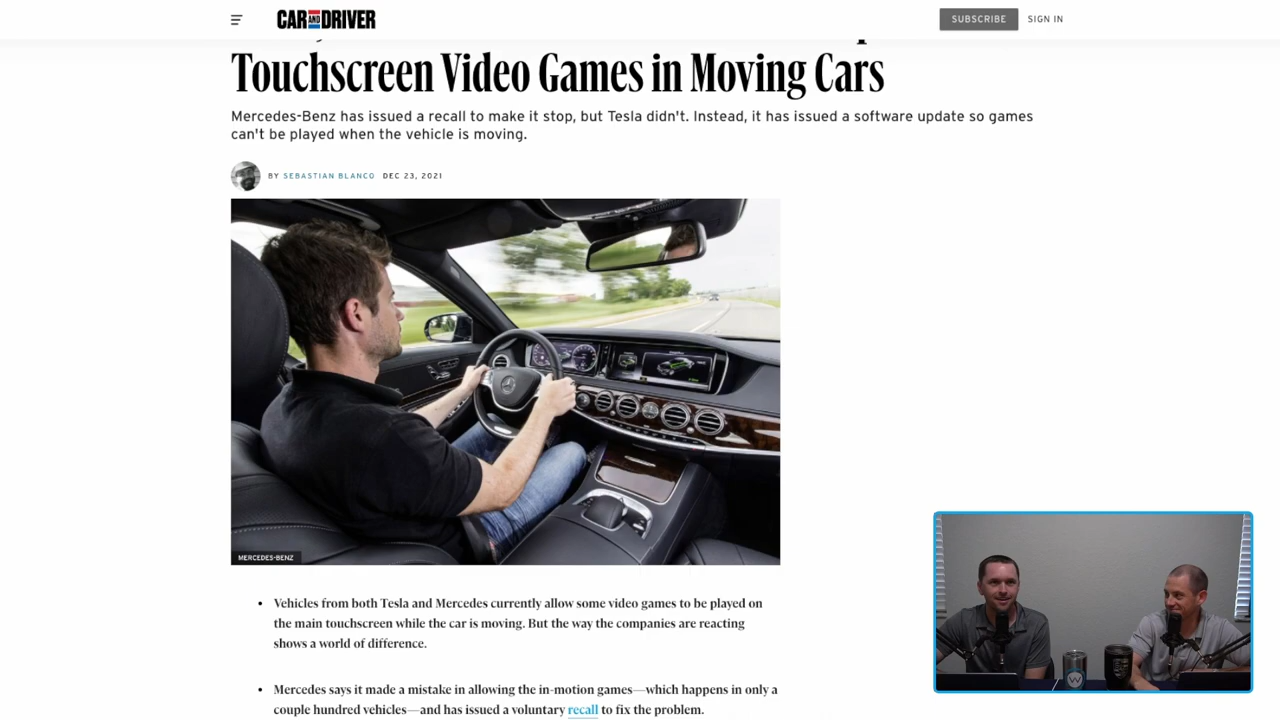 CAR AND DRIVER
SUBSCRIBE
SIGN IN
Touchscreen Video Games in Moving Cars
Mercedes-Benz has issued a recall to make it stop, but Tesla didn't. Instead, it has issued a software update so games
can't be played when the vehicle is moving.
BY SEBASTIAN BLANCO DEC 23, 2021
MERCEDES-BENZ
• Vehicles from both Tesla and Mercedes currently allow some video games to be played on
the main touchscreen while the car is moving. But the way the companies are reacting
shows a world of difference.
• Mercedes says it made a mistake in allowing the in-motion games—which happens in only a
couple hundred vehicles—and has issued a voluntary recall to fix the problem.